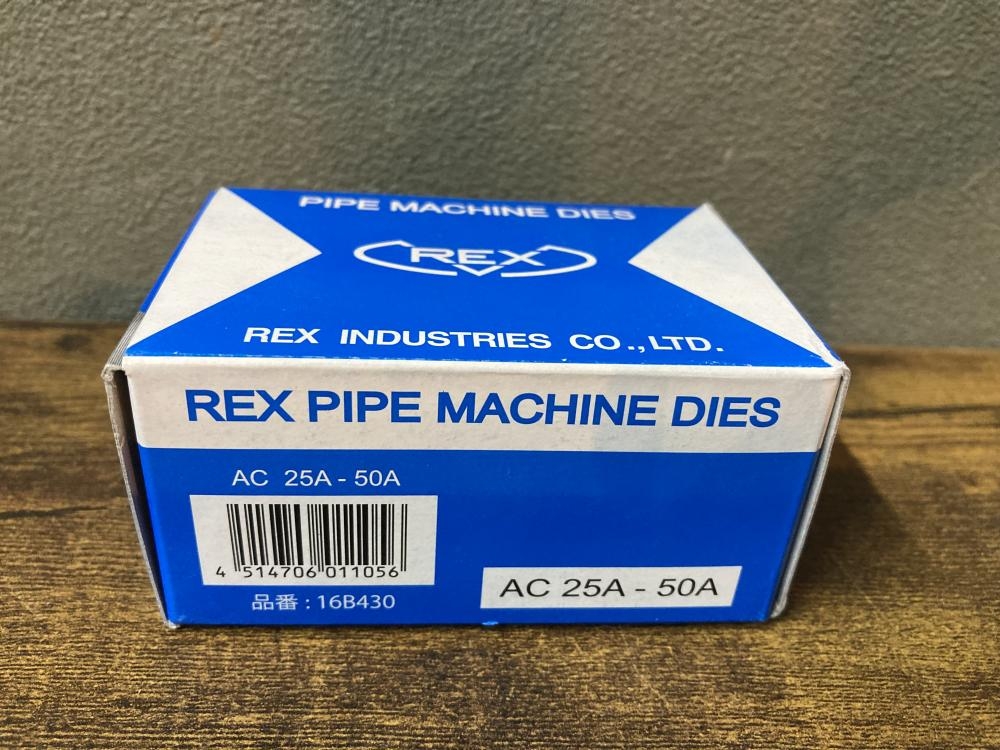 PIPE MACHINE DIES
REX
REX INDUSTRIES CO.,LTD.
REX PIPE MACHINE DIES
AC 25A - 50A
4 514706 011056
品番 : 16B430
AC 25A - 50A